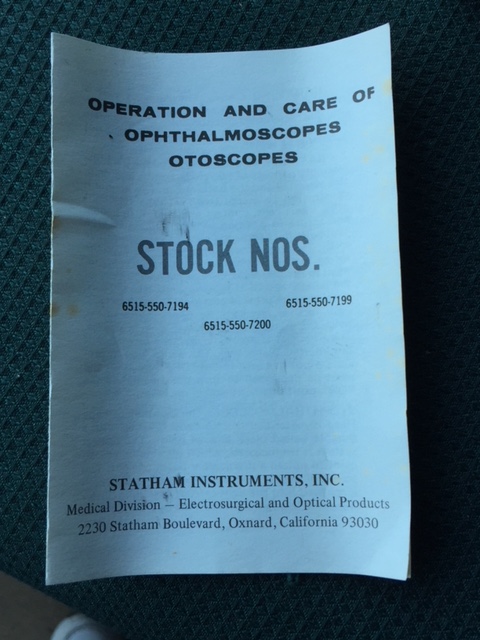 OPERATION AND CARE OF
OPHTHALMOSCOPES
OTOSCOPES
STOCK NOS.
6515-550-7194 6515-550-7199
6515-550-7200
STATHAM INSTRUMENTS, INC.
Medical Division — Electrosurgical and Optical Products
2230 Statham Boulevard, Oxnard, California 93030